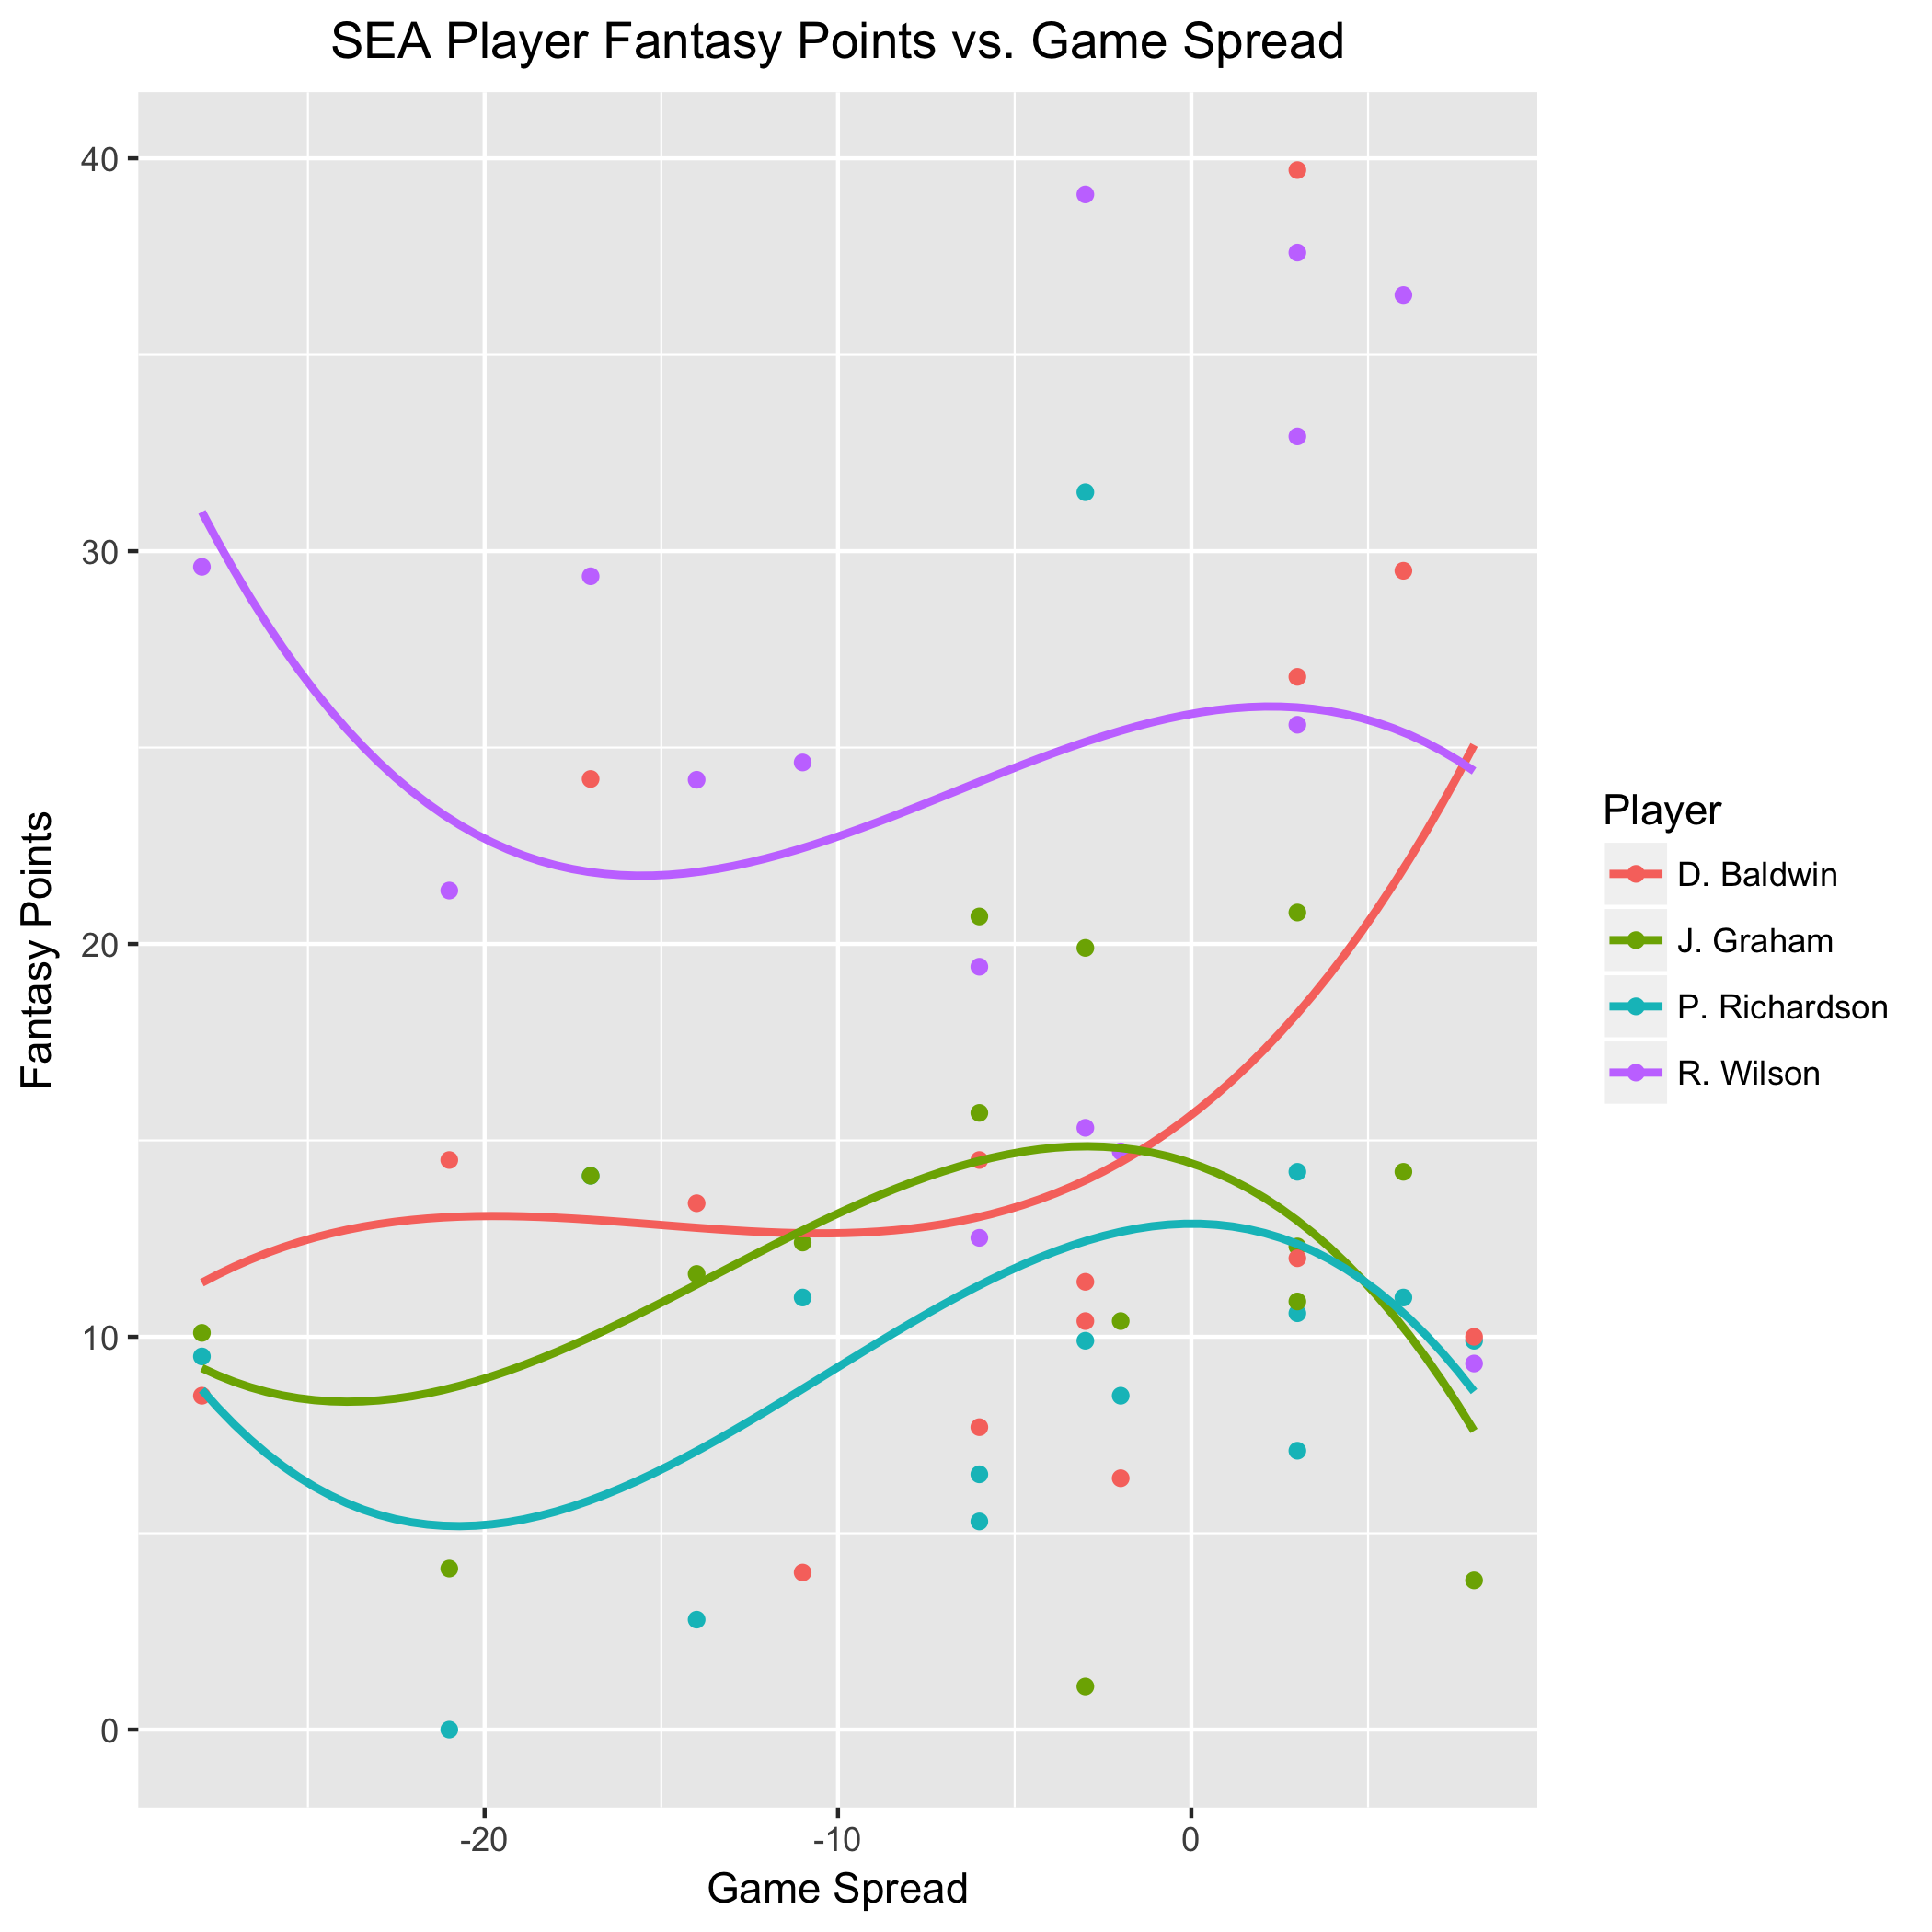 SEA Player Fantasy Points vs. Game Spread
Fantasy Points
40
30
20
10
0
-20
-10
0
Game Spread
Player
D. Baldwin
J. Graham
P. Richardson
R. Wilson